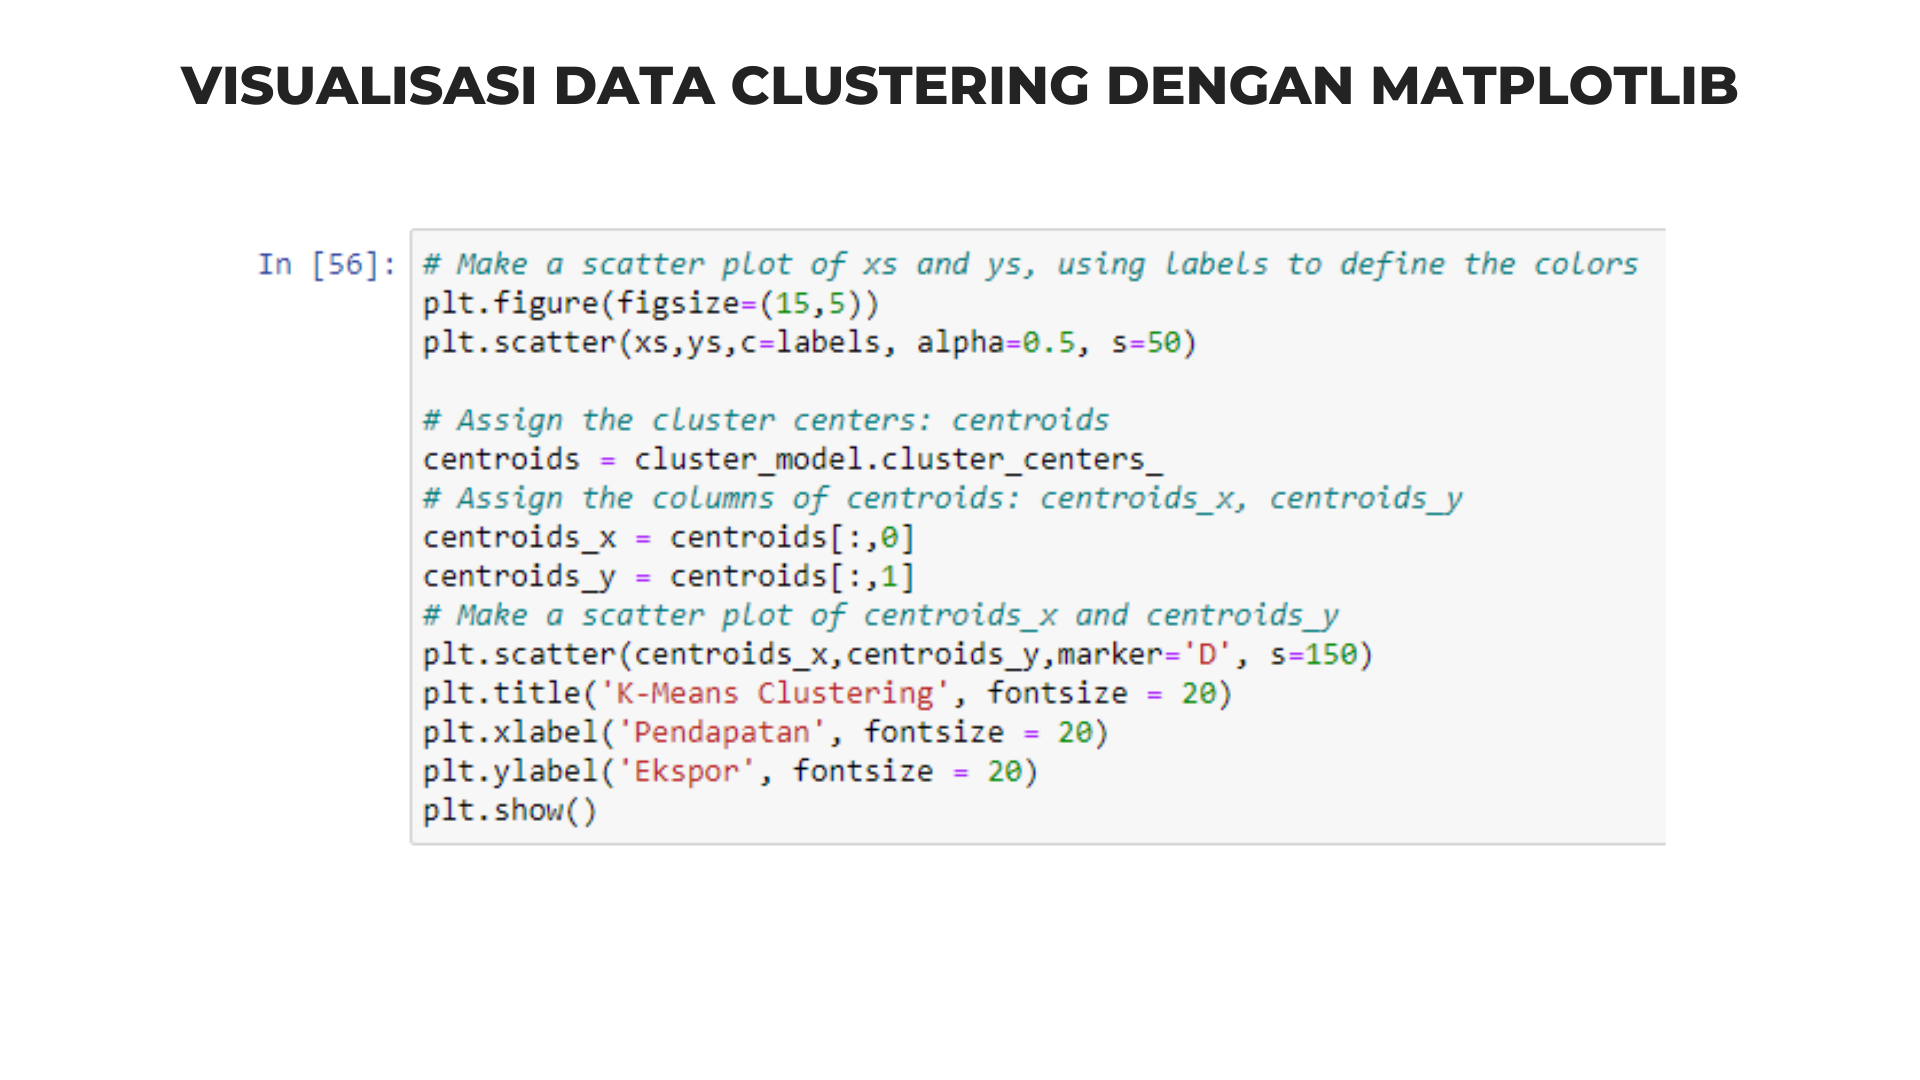 VISUALISASI DATA CLUSTERING DENGAN MATPLOTLIB
In [56]: # Make a scatter plot of xs and ys, using labels to define the colors
plt.figure(figsize=(15,5))
plt.scatter(xs,ys,c=labels, alpha=0.5, s=50)

# Assign the cluster centers: centroids
centroids = cluster_model.cluster_centers_
# Assign the columns of centroids: centroids_x, centroids_y
centroids_x = centroids[:,0]
centroids_y = centroids[:,1]
# Make a scatter plot of centroids_x and centroids_y
plt.scatter(centroids_x,centroids_y,marker='D', s=150)
plt.title('K-Means Clustering', fontsize = 20)
plt.xlabel('Pendapatan', fontsize = 20)
plt.ylabel('Ekspor', fontsize = 20)
plt.show()